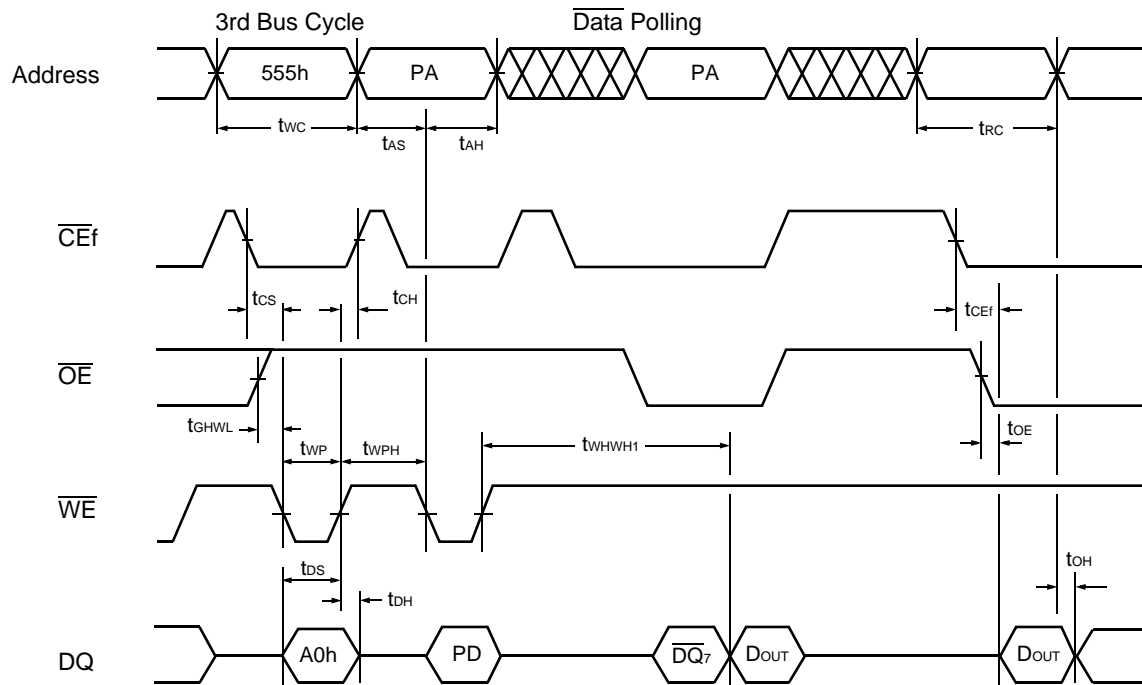 3rd Bus Cycle Data Polling
Address 555h PA PA
tWC tAS tAH tRC
CEf
tCS tCH tCEf
OE
tGHWL tWP tWPH tWHWH1 tOE
WE
tDS tDH tOH
DQ A0h PD DQ7 DOUT DOUT